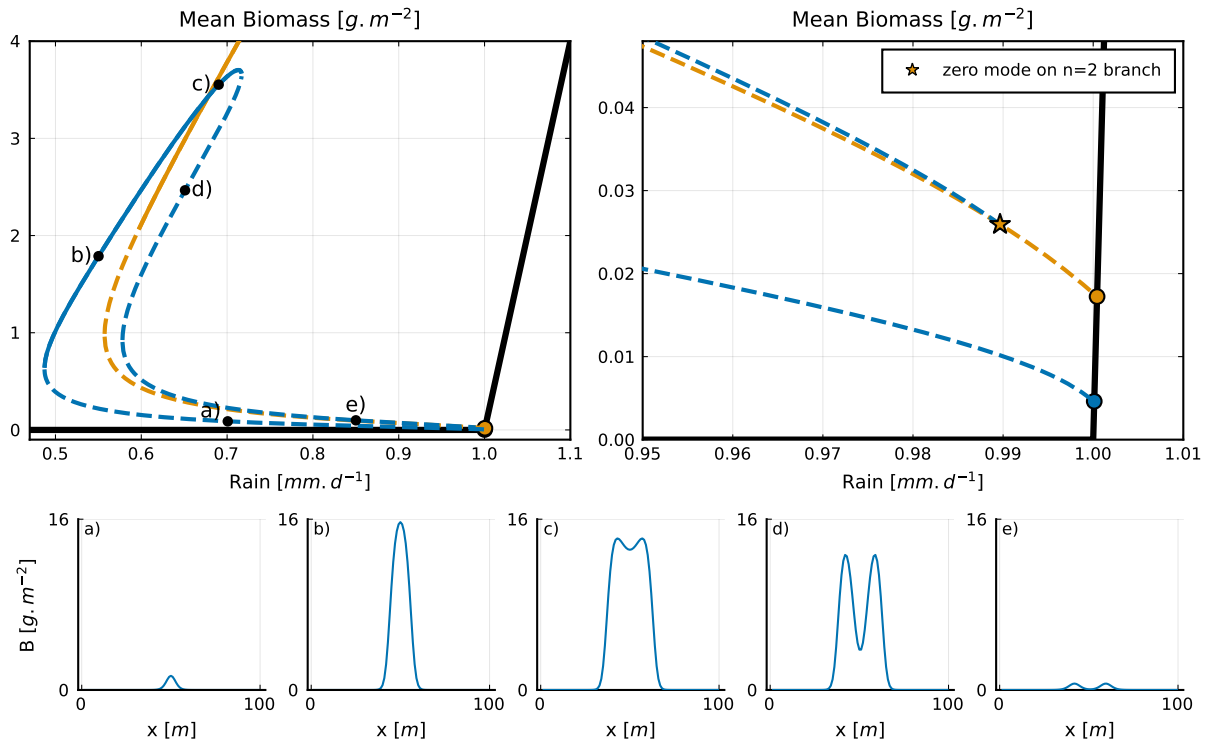 Mean Biomass [g.m⁻²]
4
3
2
1
0
c)
d)
b)
a)
e)
0.5 0.6 0.7 0.8 0.9 1.0 1.1
Rain [mm.d⁻¹]
Mean Biomass [g.m⁻²]
zero mode on n=2 branch
0.04
0.03
0.02
0.01
0.00
0.95 0.96 0.97 0.98 0.99 1.00 1.01
Rain [mm.d⁻¹]
B [g.m⁻²]
16
a)
0
0 100
x [m]
16
b)
0
0 100
x [m]
16
c)
0
0 100
x [m]
16
d)
0
0 100
x [m]
16
e)
0
0 100
x [m]